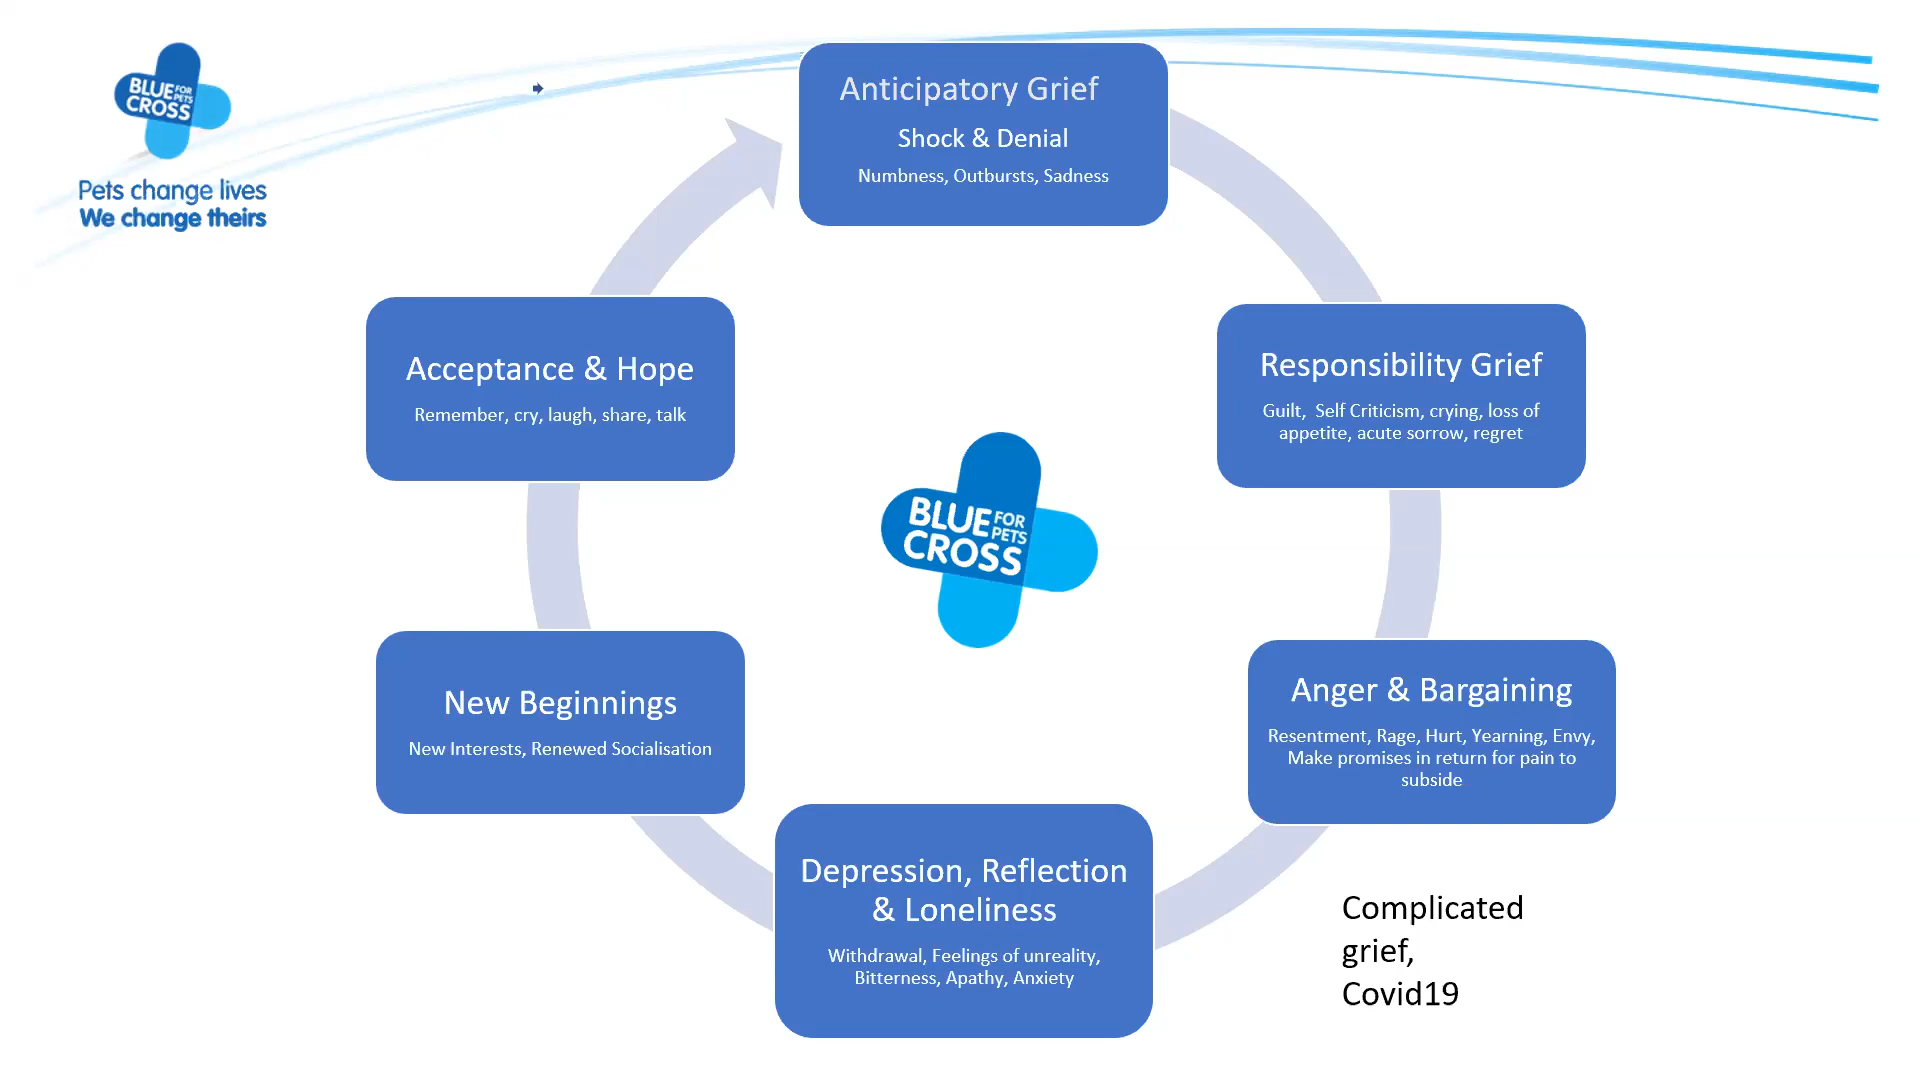 BLUE FOR PETS
CROSS
Pets change lives
We change theirs
Anticipatory Grief
Shock & Denial
Numbness, Outbursts, Sadness
Responsibility Grief
Guilt,  Self Criticism, crying, loss of
appetite, acute sorrow, regret
Anger & Bargaining
Resentment, Rage, Hurt, Yearning, Envy,
Make promises in return for pain to
subside
Depression, Reflection
& Loneliness
Withdrawal, Feelings of unreality,
Bitterness, Apathy, Anxiety
New Beginnings
New Interests, Renewed Socialisation
Acceptance & Hope
Remember, cry, laugh, share, talk
BLUE FOR PETS
CROSS
Complicated
grief,
Covid19